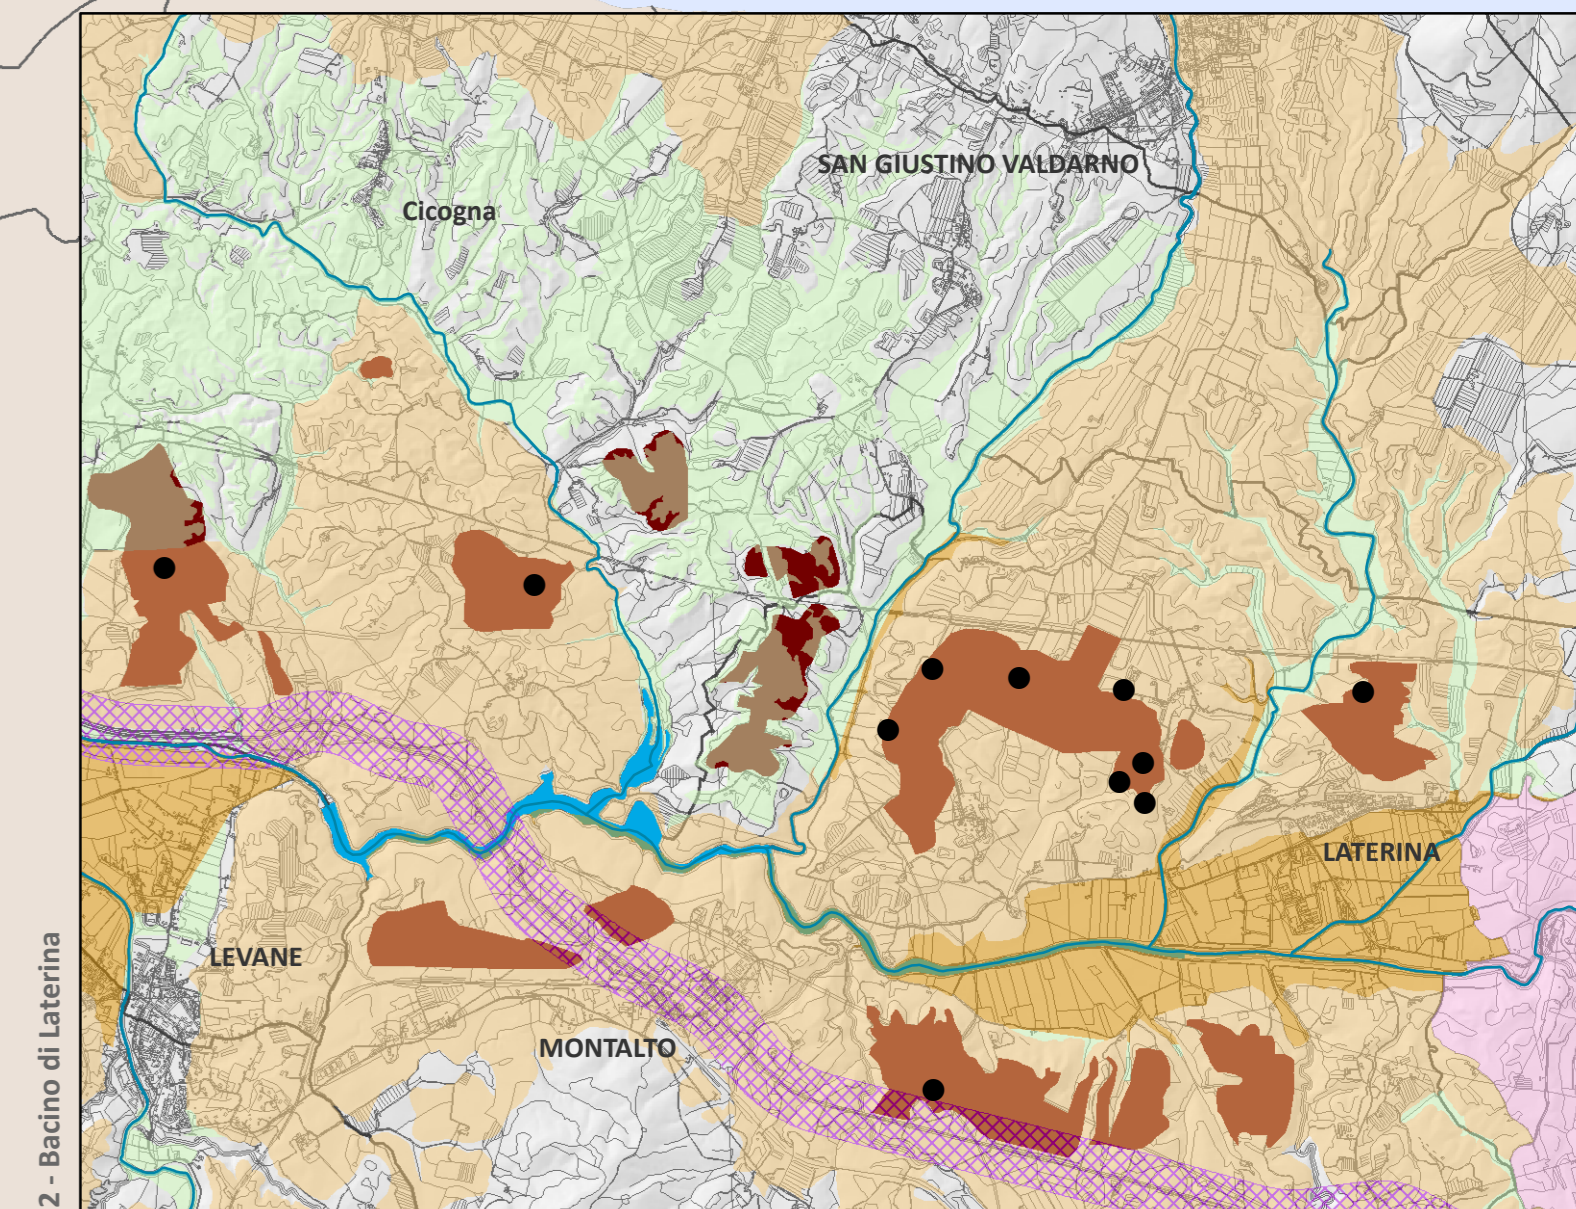 SAN GIUSTINO VALDARNO
Cicogna
LATERINA
LEVANE
MONTALTO
2 - Bacino di Laterina